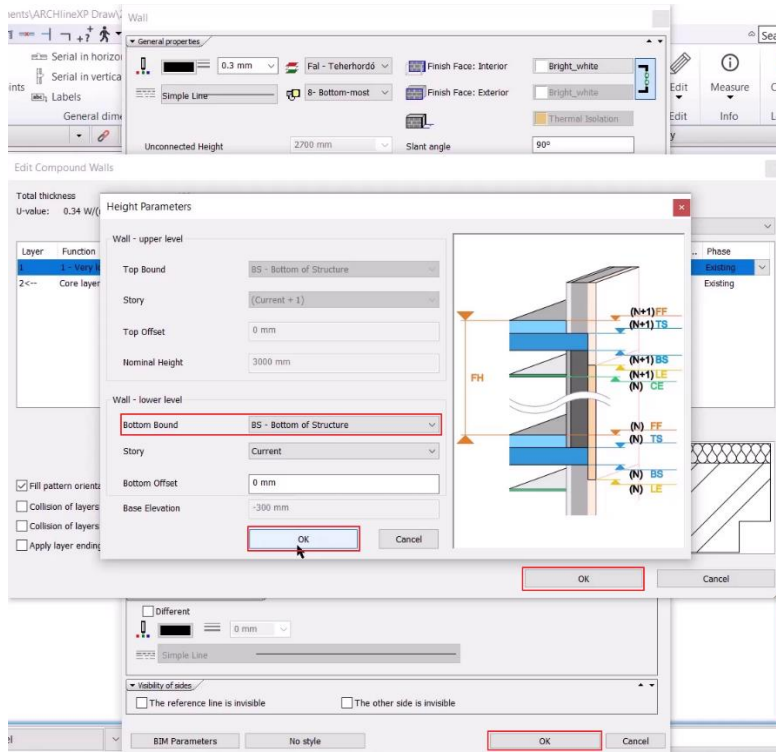 ments\ARCHlineXP Draw\2
Wall
Serial in horizo
Serial in vertica
Labels
General dime
ints
General properties
0.3 mm
Fal - Teherhordó
Finish Face: Interior
Bright_white
Simple Line
8- Bottom-most
Finish Face: Exterior
Bright_white
Thermal Isolation
Unconnected Height
2700 mm
Slant angle
90º
Sea
Edit
Measure
Edit
Info
Edit Compound Walls
Total thickness
U-value: 0.34 W/(
Layer
Function
Phase
1
1 - Very l
Existing
2<--
Core layer
Existing
Height Parameters
Wall - upper level
Top Bound
BS - Bottom of Structure
Story
(Current + 1)
Top Offset
0 mm
Nominal Height
3000 mm
Wall - lower level
Bottom Bound
BS - Bottom of Structure
Story
Current
Bottom Offset
0 mm
Base Elevation
-300 mm
OK
Cancel
FH
(N+1)FF
(N+1)TS
(N+1)BS
(N+1)LE
(N) CE
(N) FF
(N) TS
(N) BS
(N) LE
Fill pattern orienta
Collision of layers
Collision of layers
Apply layer ending
OK
Cancel
Different
0 mm
Simple Line
Visibility of sides
The reference line is invisible
The other side is invisible
BIM Parameters
No style
OK
Cancel